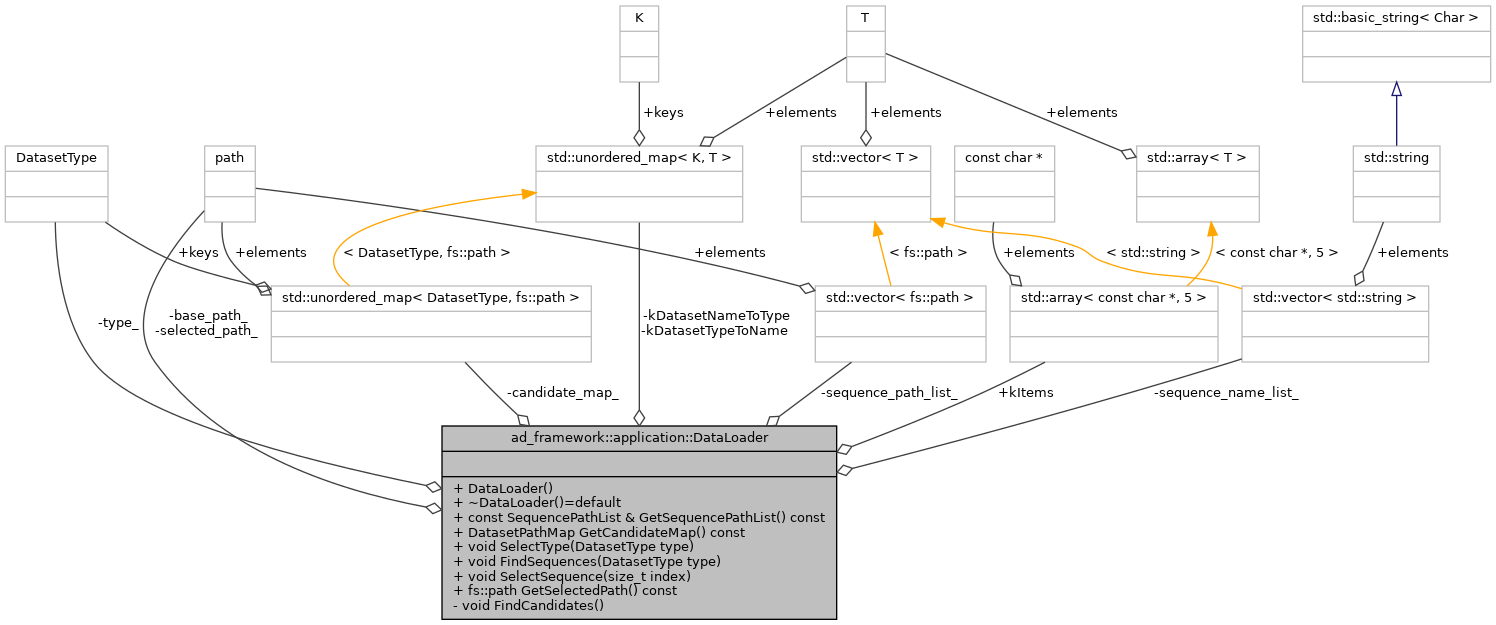 K
T
std::basic_string< Char >
+keys
+elements
+elements
+elements
DatasetType
path
std::unordered_map< K, T >
std::vector< T >
const char *
std::array< T >
std::string
+keys
+elements
< DatasetType, fs::path >
+elements
< fs::path >
+elements
< std::string >
< const char *, 5 >
+elements
std::unordered_map< DatasetType, fs::path >
std::vector< fs::path >
std::array< const char *, 5 >
std::vector< std::string >
-type_
-base_path_
-selected_path_
-kDatasetNameToType
-kDatasetTypeToName
-candidate_map_
-sequence_path_list_
+kItems
-sequence_name_list_
ad_framework::application::DataLoader
+ DataLoader()
+ ~DataLoader()=default
+ const SequencePathList & GetSequencePathList() const
+ DatasetPathMap GetCandidateMap() const
+ void SelectType(DatasetType type)
+ void FindSequences(DatasetType type)
+ void SelectSequence(size_t index)
+ fs::path GetSelectedPath() const
- void FindCandidates()